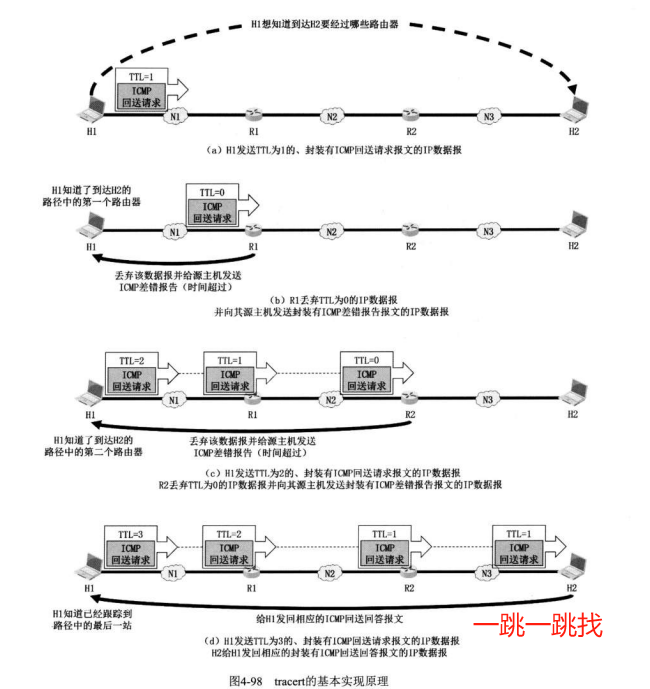 H1想知道到达H2要经过哪些路由器
TTL=1
ICMP
回送请求
N1
N2
N3
H1
R1
R2
H2
(a) H1发送TTL为1的、封装有ICMP回送请求报文的IP数据报
H1知道了到达H2的
路径中的第一个路由器
TTL=0
ICMP
回送请求
N1
N2
N3
H1
R1
R2
H2
丢弃该数据报并给源主机发送
ICMP差错报告(时间超过)
(b) R1丢弃TTL为0的IP数据报
并向其源主机发送封装有ICMP差错报告报文的IP数据报
TTL=2
TTL=1
TTL=0
ICMP
ICMP
ICMP
回送请求
回送请求
回送请求
N1
N2
N3
H1
R1
R2
H2
H1知道了到达H2的
路径中的第二个路由器
丢弃该数据报并给源主机发送
ICMP差错报告(时间超过)
(c) H1发送TTL为2的、封装有ICMP回送请求报文的IP数据报
R2丢弃TTL为0的IP数据报并向其源主机发送封装有ICMP差错报告报文的IP数据报
TTL=3
TTL=2
TTL=1
TTL=1
ICMP
ICMP
ICMP
ICMP
回送请求
回送请求
回送请求
回送请求
N1
N2
N3
H1
R1
R2
H2
H1知道已经跟踪到
路径中的最后一站
给H1发回相应的ICMP回送回答报文
一跳一跳找
(d) H1发送TTL为3的、封装有ICMP回送请求报文的IP数据报
H2给H1发回相应的封装有ICMP回送回答报文的IP数据报
图4-98 tracert的基本实现原理